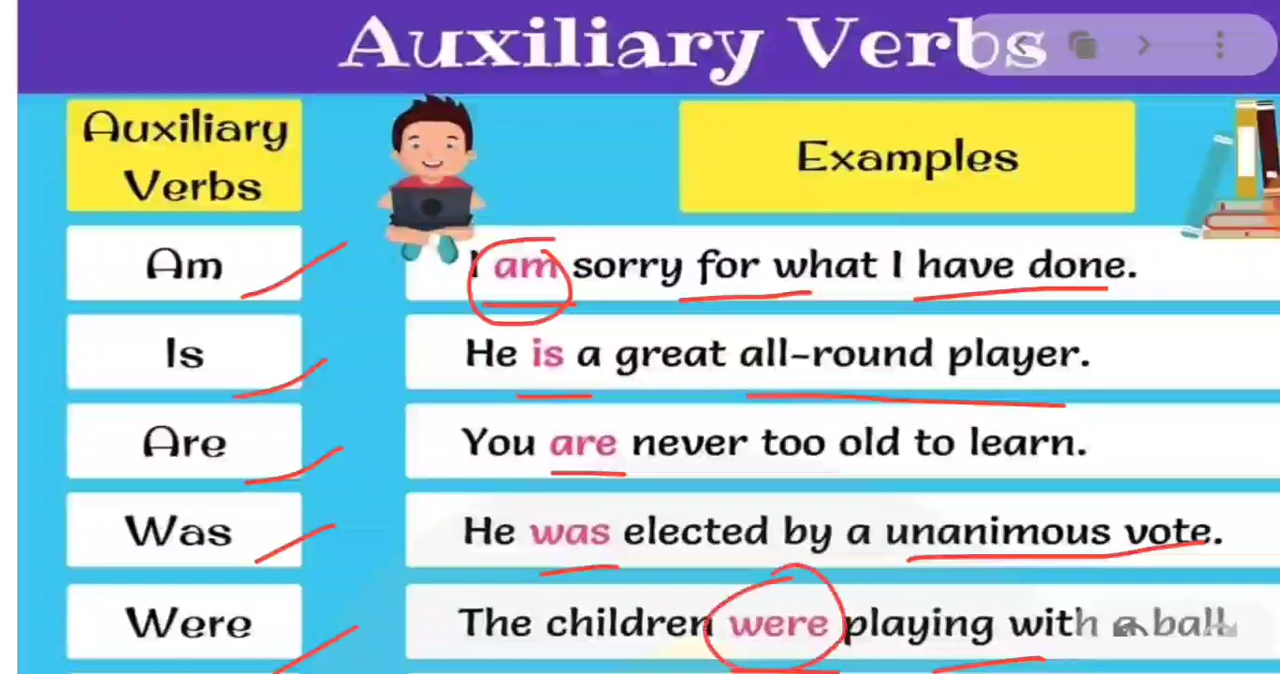 Auxiliary Verbs
Auxiliary
Verbs
Examples
Am
I am sorry for what I have done.
Is
He is a great all-round player.
Are
You are never too old to learn.
Was
He was elected by a unanimous vote.
Were
The children were playing with a ball